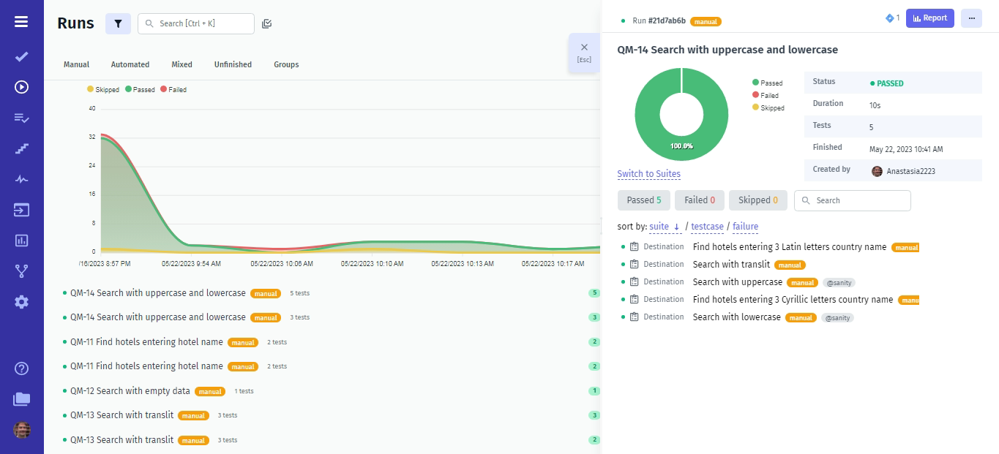 Runs
Search [Ctrl + K]
Manual Automated Mixed Unfinished Groups
[Esc]
Skipped Passed Failed
40
32
24
16
8
0
/16/2023 8:57 PM 05/22/2023 9:54 AM 05/22/2023 10:06 AM 05/22/2023 10:10 AM 05/22/2023 10:13 AM 05/22/2023 10:17 AM
QM-14 Search with uppercase and lowercase manual 5 tests 5
QM-14 Search with uppercase and lowercase manual 3 tests 3
QM-11 Find hotels entering hotel name manual 2 tests 2
QM-11 Find hotels entering hotel name manual 2 tests 2
QM-12 Search with empty data manual 1 tests 1
QM-13 Search with translit manual 3 tests 3
QM-13 Search with translit manual 3 tests 2
Run #21d7ab6b manual 1 Report ...
QM-14 Search with uppercase and lowercase
100.0%
Passed
Failed
Skipped
Status PASSED
Duration 10s
Tests 5
Finished May 22, 2023 10:41 AM
Created by Anastasia2223
Switch to Suites
Passed 5 Failed 0 Skipped 0 Search
sort by: suite ↓ / testcase / failure
Destination Find hotels entering 3 Latin letters country name manual
Destination Search with translit manual
Destination Search with uppercase manual @sanity
Destination Find hotels entering 3 Cyrillic letters country name manu
Destination Search with lowercase manual @sanity